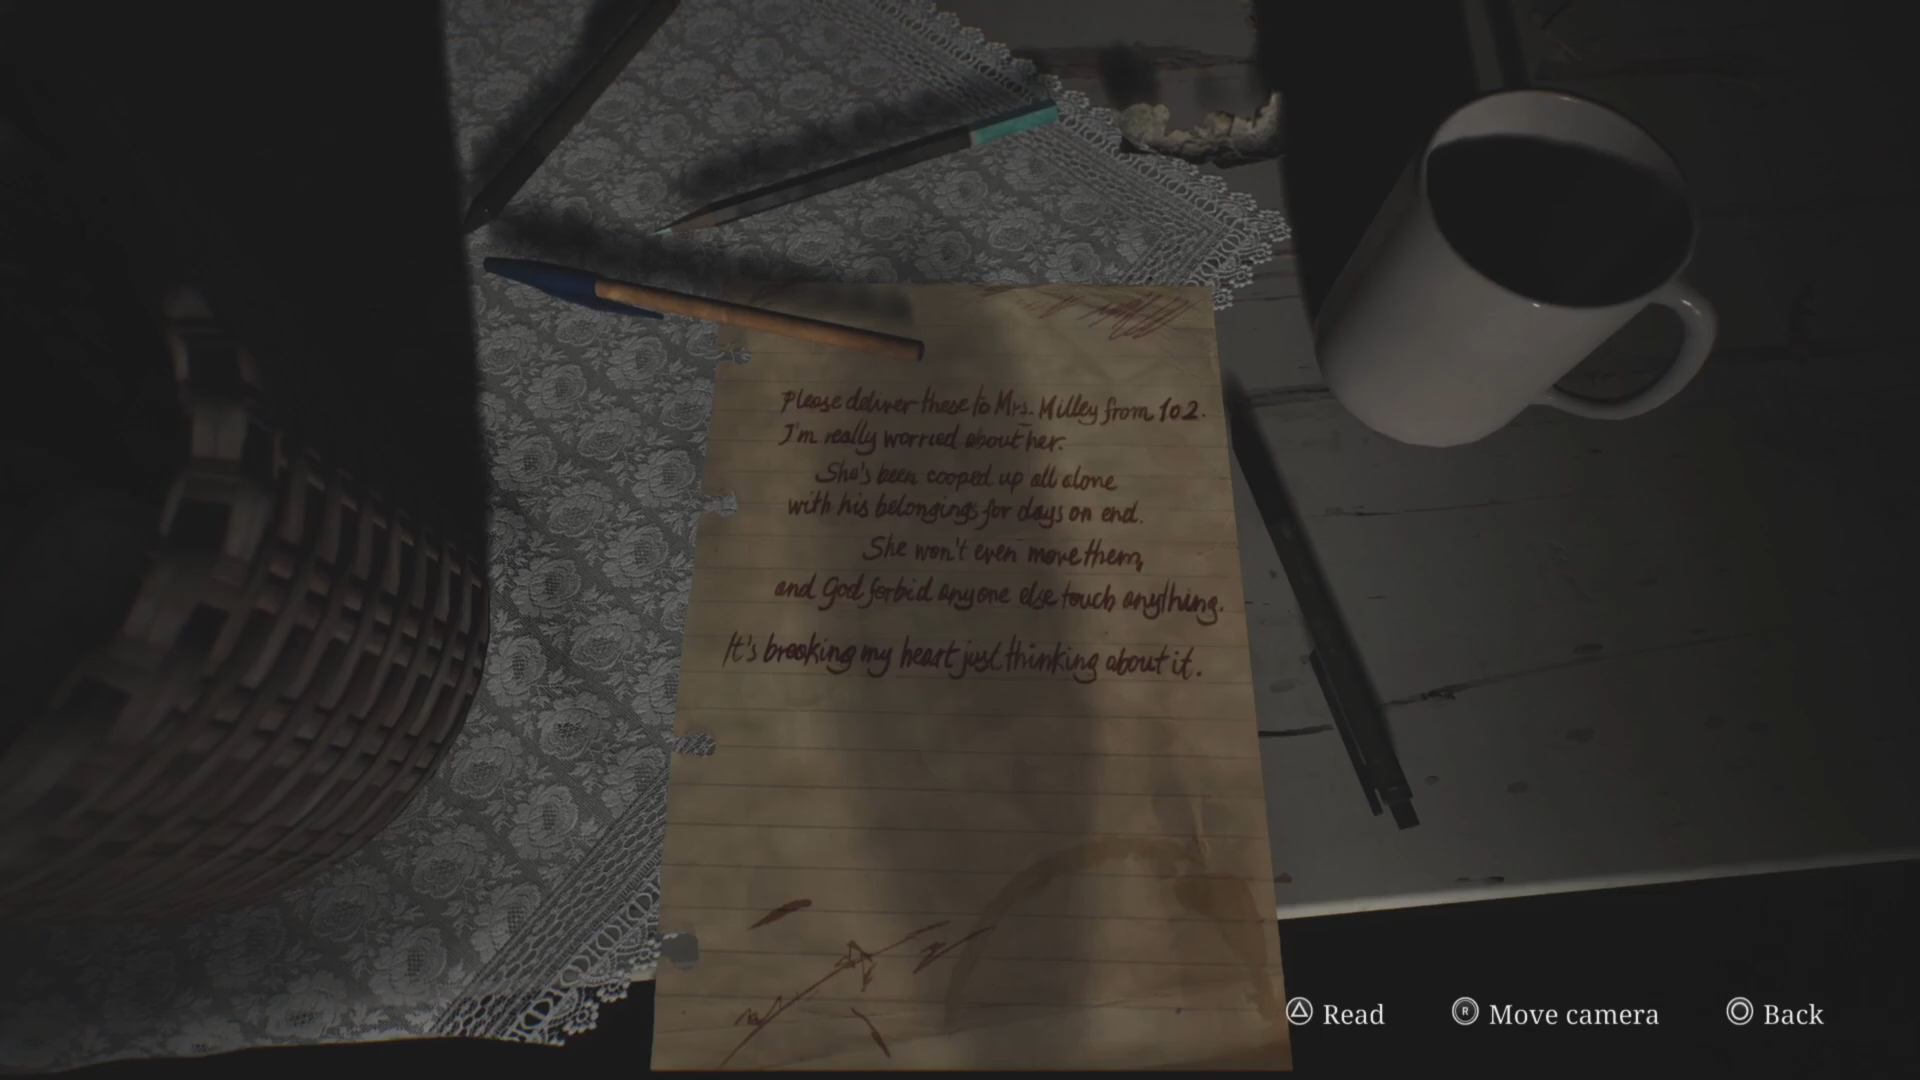 Please deliver these to Mrs. Milley from 102.
I'm really worried about her.
She's been cooped up all alone
with his belongings for days on end.
She won't even move them,
and God forbid anyone else touch anything.
It's breaking my heart just thinking about it.
Read R Move camera Back